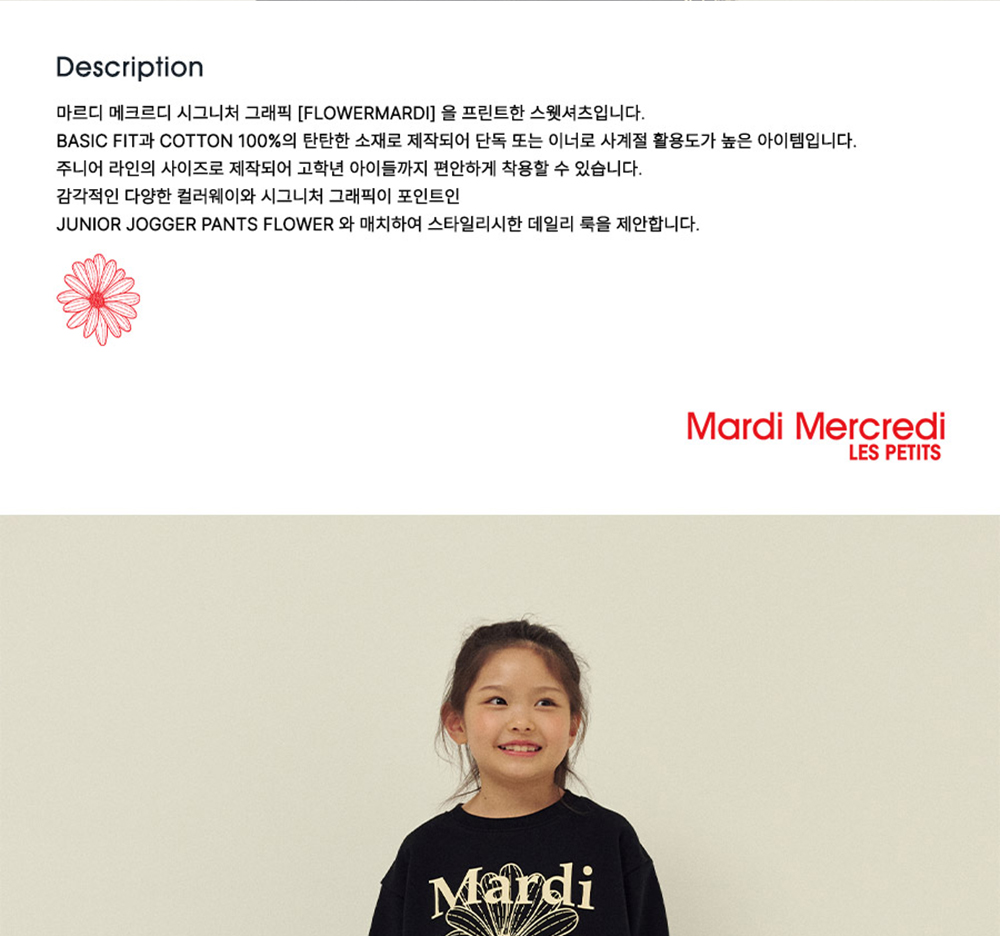 Description
마르디 메크르디 시그니처 그래픽 [FLOWERMARDI] 을 프린트한 스웻셔츠입니다.
BASIC FIT과 COTTON 100%의 탄탄한 소재로 제작되어 단독 또는 이너로 사계절 활용도가 높은 아이템입니다.
주니어 라인의 사이즈로 제작되어 고학년 아이들까지 편안하게 착용할 수 있습니다.
감각적인 다양한 컬러웨이와 시그니처 그래픽이 포인트인
JUNIOR JOGGER PANTS FLOWER 와 매치하여 스타일리시한 데일리 룩을 제안합니다.
Mardi Mercredi
LES PETITS
Mardi